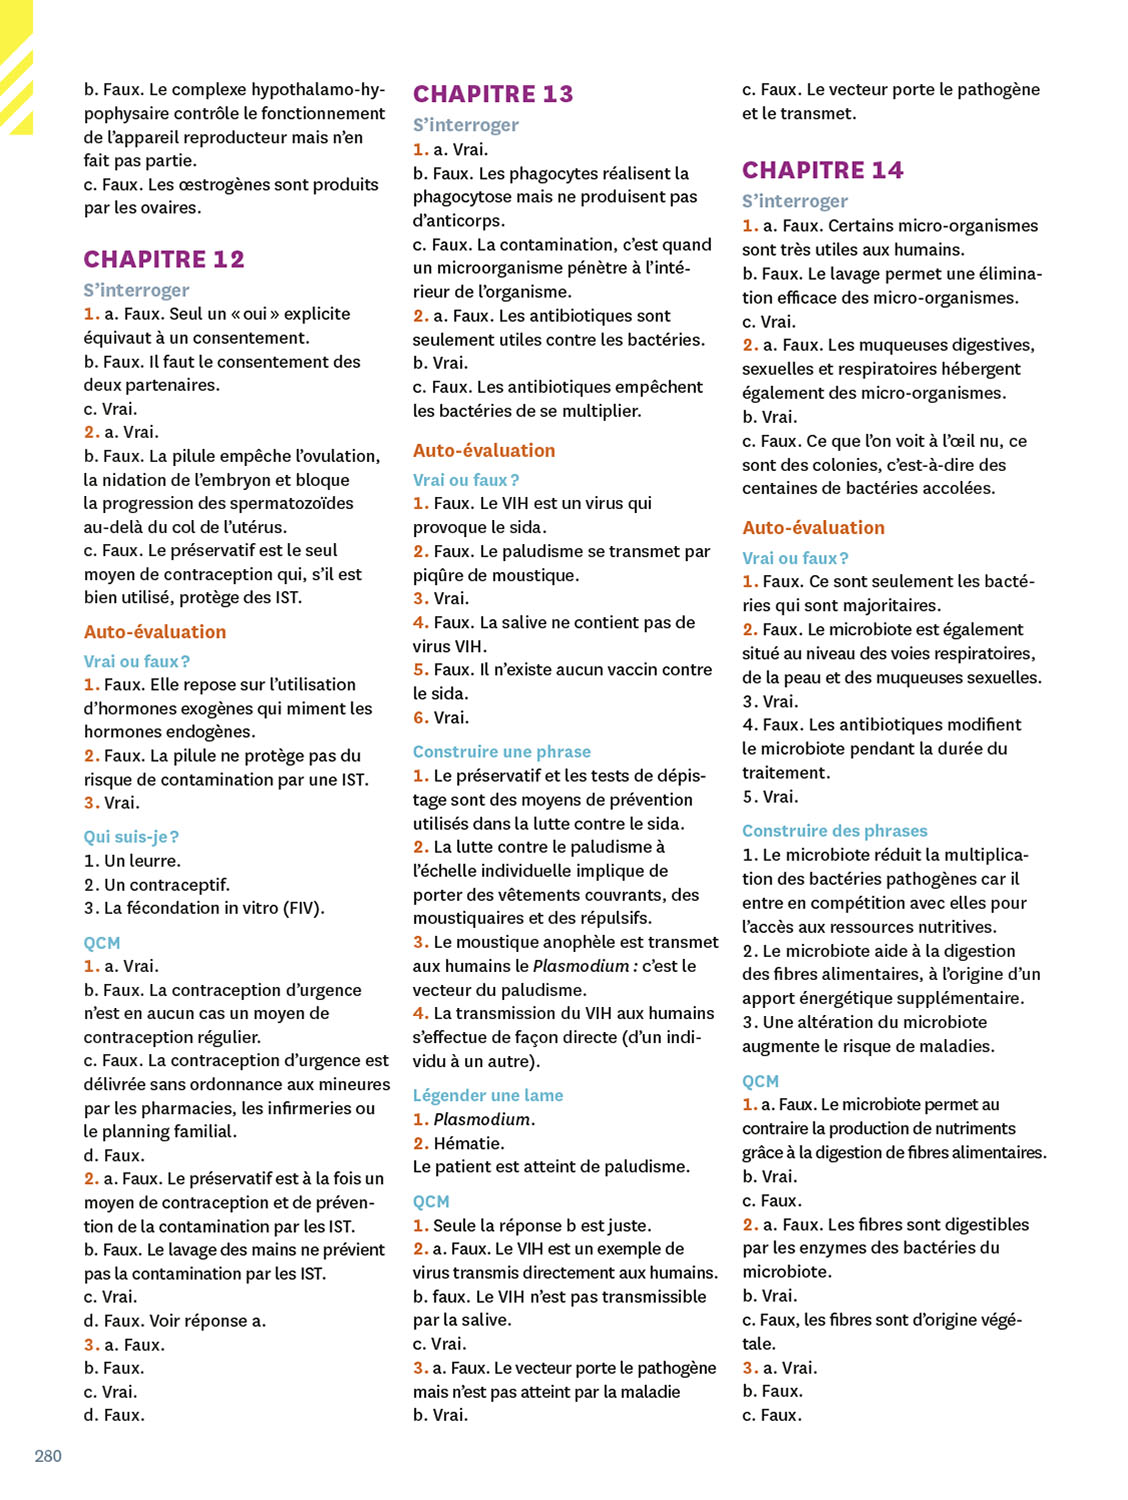 b. Faux. Le complexe hypothalamo-hy-
pophysaire contrôle le fonctionnement
de l'appareil reproducteur mais n'en
fait pas partie.
c. Faux. Les œstrogènes sont produits
par les ovaires.
CHAPITRE 12
S'interroger
1. a. Faux. Seul un « oui » explicite
équivaut à un consentement.
b. Faux. Il faut le consentement des
deux partenaires.
c. Vrai.
2. a. Vrai.
b. Faux. La pilule empêche l'ovulation,
la nidation de l'embryon et bloque
la progression des spermatozoïdes
au-delà du col de l'utérus.
c. Faux. Le préservatif est le seul
moyen de contraception qui, s'il est
bien utilisé, protège des IST.
Auto-évaluation
Vrai ou faux ?
1. Faux. Elle repose sur l'utilisation
d'hormones exogènes qui miment les
hormones endogènes.
2. Faux. La pilule ne protège pas du
risque de contamination par une IST.
3. Vrai.
Qui suis-je ?
1. Un leurre.
2. Un contraceptif.
3. La fécondation in vitro (FIV).
QCM
1. a. Vrai.
b. Faux. La contraception d'urgence
n'est en aucun cas un moyen de
contraception régulier.
c. Faux. La contraception d'urgence est
délivrée sans ordonnance aux mineures
par les pharmacies, les infirmeries ou
le planning familial.
d. Faux.
2. a. Faux. Le préservatif est à la fois un
moyen de contraception et de préven-
tion de la contamination par les IST.
b. Faux. Le lavage des mains ne prévient
pas la contamination par les IST.
c. Vrai.
d. Faux. Voir réponse a.
3. a. Faux.
b. Faux.
c. Vrai.
d. Faux.
CHAPITRE 13
S'interroger
1. a. Vrai.
b. Faux. Les phagocytes réalisent la
phagocytose mais ne produisent pas
d'anticorps.
c. Faux. La contamination, c'est quand
un microorganisme pénètre à l'inté-
rieur de l'organisme.
2. a. Faux. Les antibiotiques sont
seulement utiles contre les bactéries.
b. Vrai.
c. Faux. Les antibiotiques empêchent
les bactéries de se multiplier.
Auto-évaluation
Vrai ou faux ?
1. Faux. Le VIH est un virus qui
provoque le sida.
2. Faux. Le paludisme se transmet par
piqûre de moustique.
3. Vrai.
4. Faux. La salive ne contient pas de
virus VIH.
5. Faux. Il n'existe aucun vaccin contre
le sida.
6. Vrai.
Construire une phrase
1. Le préservatif et les tests de dépis-
tage sont des moyens de prévention
utilisés dans la lutte contre le sida.
2. La lutte contre le paludisme à
l'échelle individuelle implique de
porter des vêtements couvrants, des
moustiquaires et des répulsifs.
3. Le moustique anophèle est transmet
aux humains le Plasmodium : c'est le
vecteur du paludisme.
4. La transmission du VIH aux humains
s'effectue de façon directe (d'un indi-
vidu à un autre).
Légender une lame
1. Plasmodium.
2. Hématie.
Le patient est atteint de paludisme.
QCM
1. Seule la réponse b est juste.
2. a. Faux. Le VIH est un exemple de
virus transmis directement aux humains.
b. faux. Le VIH n'est pas transmissible
par la salive.
c. Vrai.
3. a. Faux. Le vecteur porte le pathogène
mais n'est pas atteint par la maladie
b. Vrai.
c. Faux. Le vecteur porte le pathogène
et le transmet.
CHAPITRE 14
S'interroger
1. a. Faux. Certains micro-organismes
sont très utiles aux humains.
b. Faux. Le lavage permet une élimina-
tion efficace des micro-organismes.
c. Vrai.
2. a. Faux. Les muqueuses digestives,
sexuelles et respiratoires hébergent
également des micro-organismes.
b. Vrai.
c. Faux. Ce que l'on voit à l'œil nu, ce
sont des colonies, c'est-à-dire des
centaines de bactéries accolées.
Auto-évaluation
Vrai ou faux ?
1. Faux. Ce sont seulement les bacté-
ries qui sont majoritaires.
2. Faux. Le microbiote est également
situé au niveau des voies respiratoires,
de la peau et des muqueuses sexuelles.
3. Vrai.
4. Faux. Les antibiotiques modifient
le microbiote pendant la durée du
traitement.
5. Vrai.
Construire des phrases
1. Le microbiote réduit la multiplica-
tion des bactéries pathogènes car il
entre en compétition avec elles pour
l'accès aux ressources nutritives.
2. Le microbiote aide à la digestion
des fibres alimentaires, à l'origine d'un
apport énergétique supplémentaire.
3. Une altération du microbiote
augmente le risque de maladies.
QCM
1. a. Faux. Le microbiote permet au
contraire la production de nutriments
grâce à la digestion de fibres alimentaires.
b. Vrai.
c. Faux.
2. a. Faux. Les fibres sont digestibles
par les enzymes des bactéries du
microbiote.
b. Vrai.
c. Faux, les fibres sont d'origine végé-
tale.
3. a. Vrai.
b. Faux.
c. Faux.
280